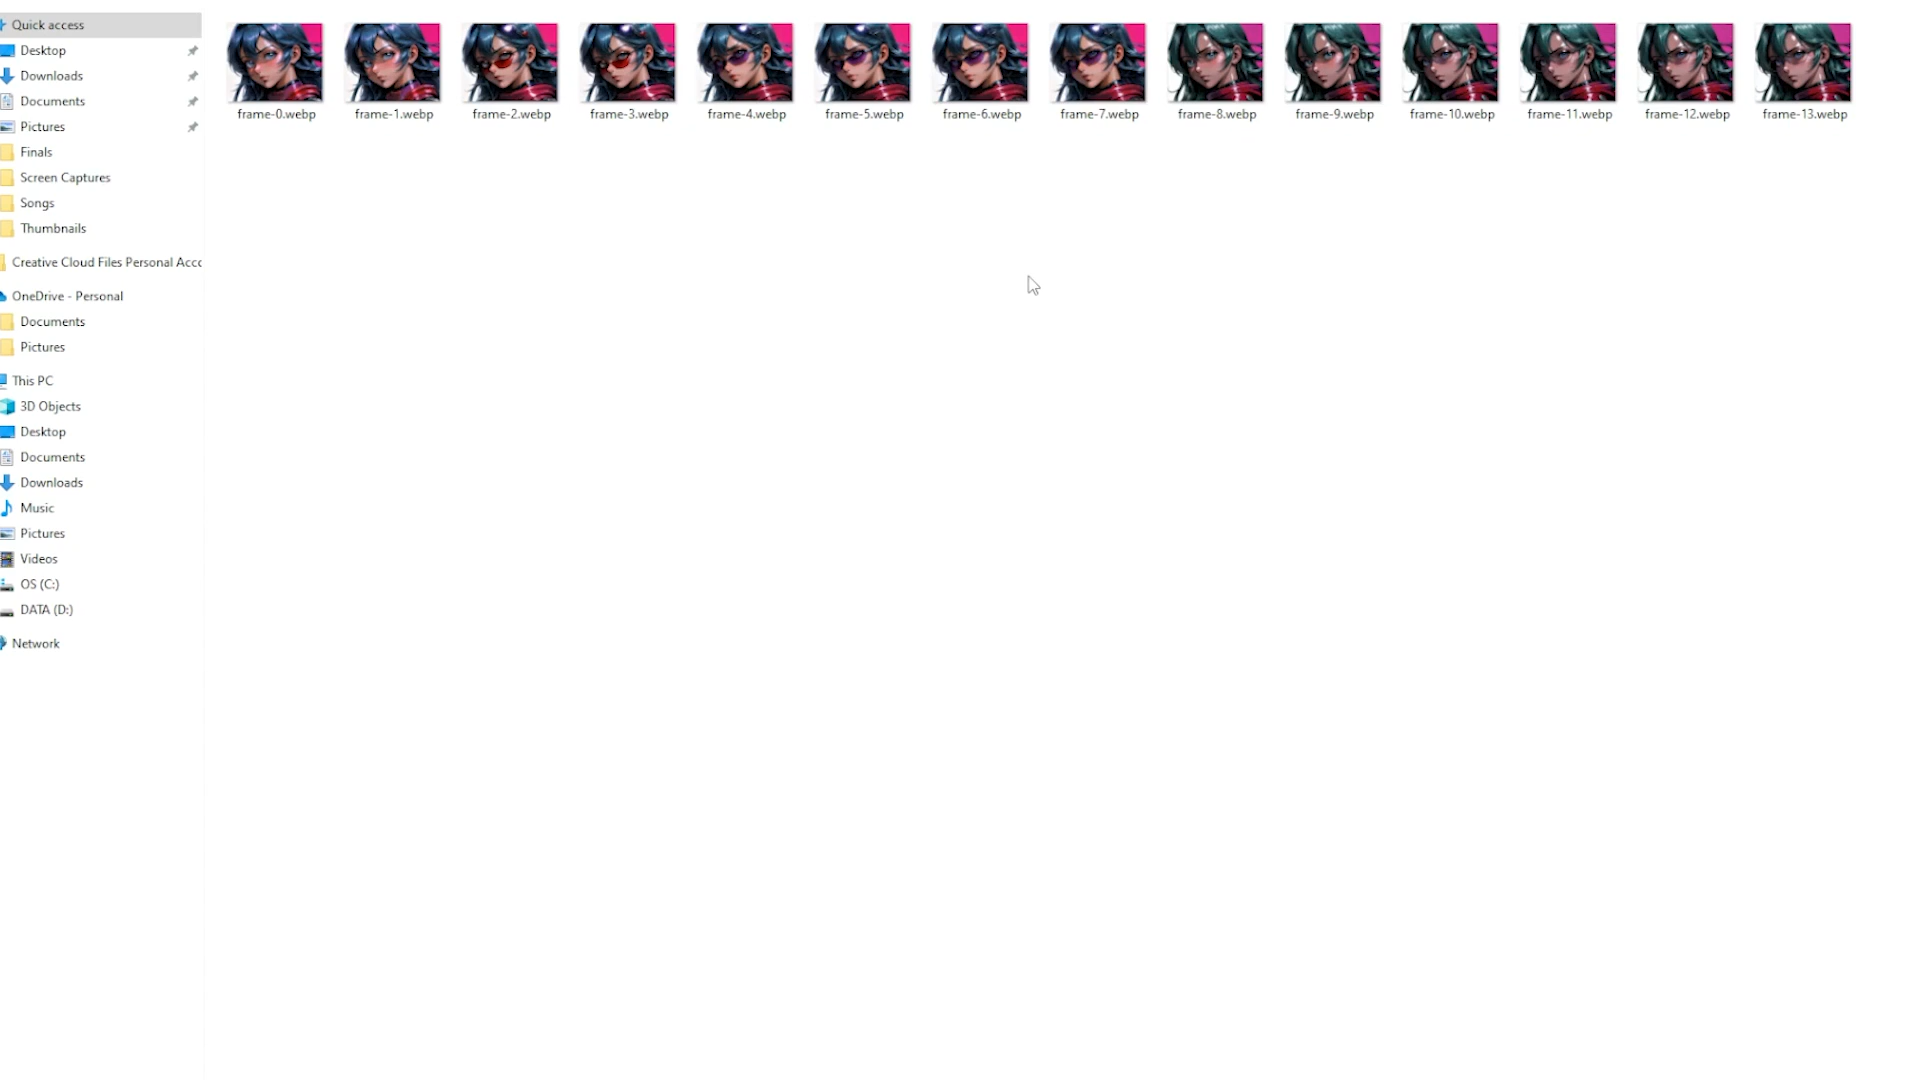 Quick access
Desktop
Downloads
Documents
Pictures
Finals
Screen Captures
Songs
Thumbnails
Creative Cloud Files Personal Acco
OneDrive - Personal
Documents
Pictures
This PC
3D Objects
Desktop
Documents
Downloads
Music
Pictures
Videos
OS (C:)
DATA (D:)
Network
frame-0.webp
frame-1.webp
frame-2.webp
frame-3.webp
frame-4.webp
frame-5.webp
frame-6.webp
frame-7.webp
frame-8.webp
frame-9.webp
frame-10.webp
frame-11.webp
frame-12.webp
frame-13.webp